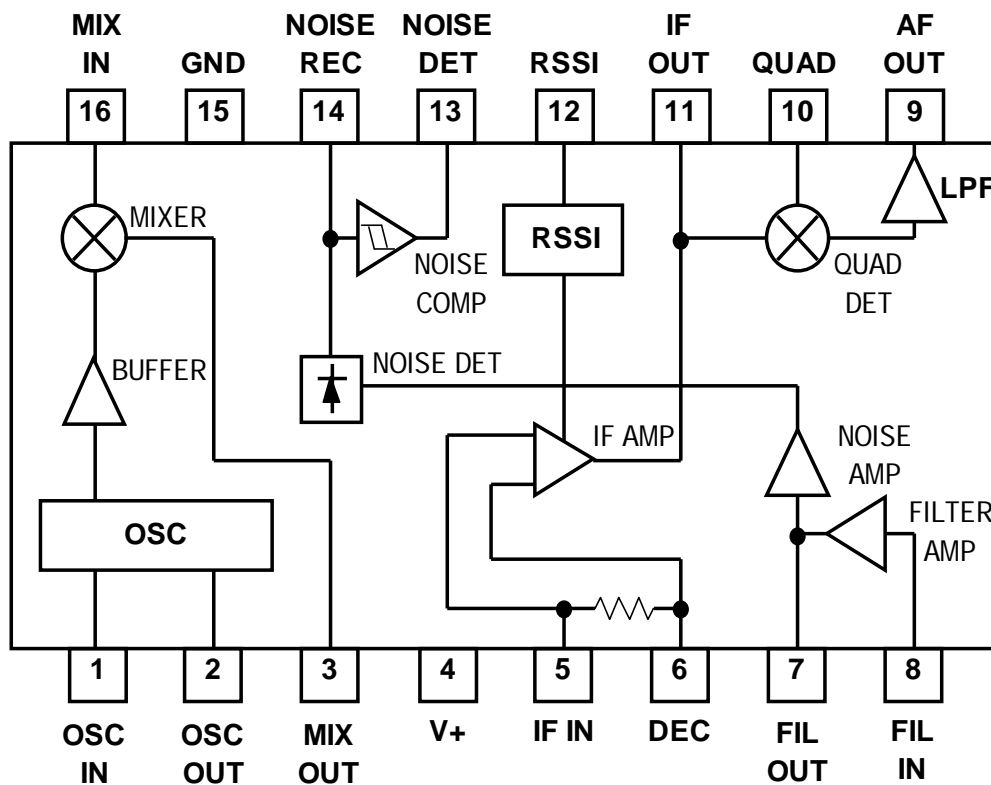 MIX NOISE NOISE IF AF
IN GND REC DET RSSI OUT QUAD OUT
16 15 14 13 12 11 10 9
LPF
MIXER
RSSI
NOISE
COMP
QUAD
DET
BUFFER
NOISE DET
IF AMP
NOISE
AMP
OSC
FILTER
AMP
1 2 3 4 5 6 7 8
OSC OSC MIX V+ IF IN DEC FIL FIL
IN OUT OUT OUT IN